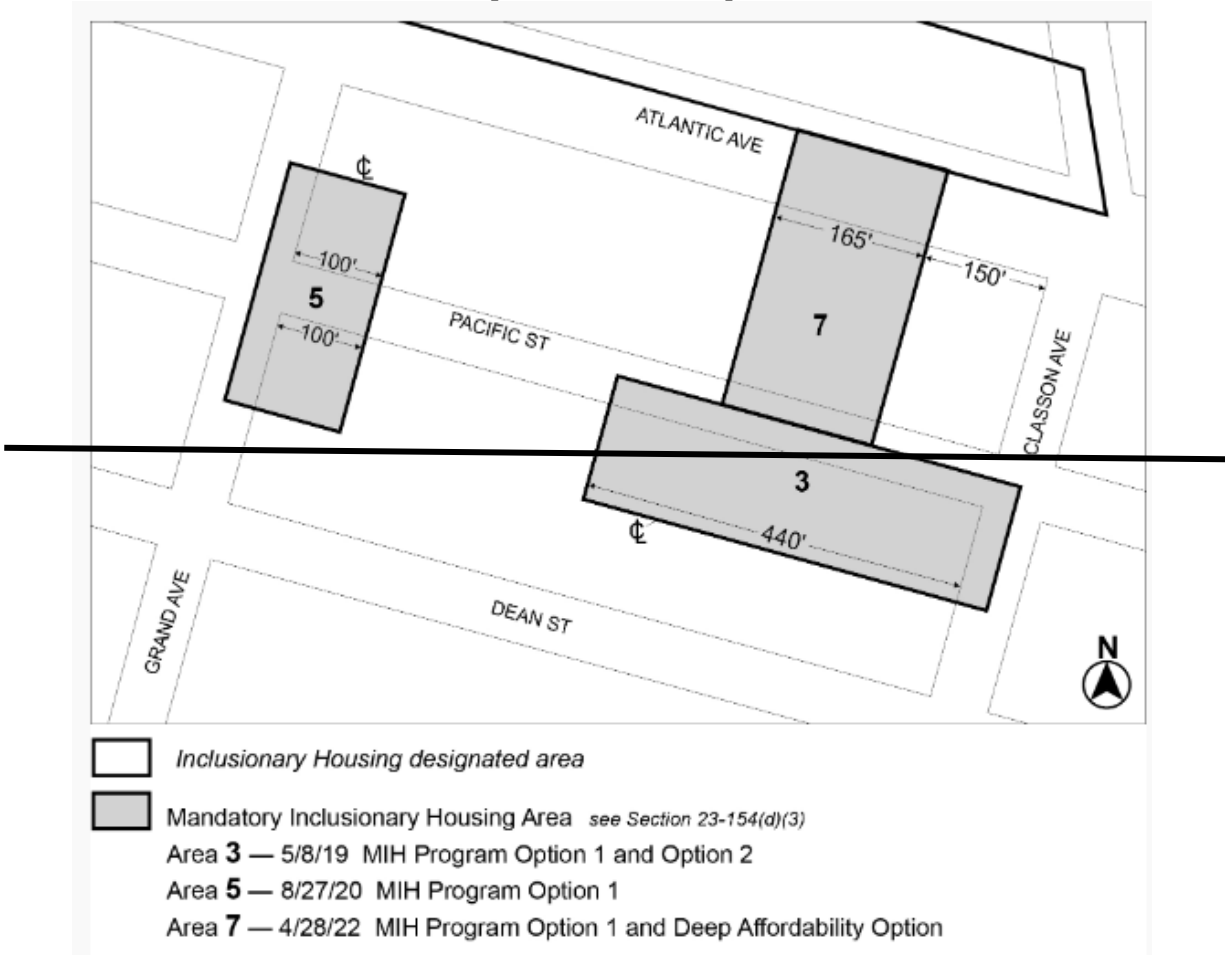 ATLANTIC AVE
℄
165'
150'
100'
5
7
PACIFIC ST
100'
CLASSON AVE
3
440'
℄
DEAN ST
GRAND AVE
N
Inclusionary Housing designated area
Mandatory Inclusionary Housing Area see Section 23-154(d)(3)
Area 3 — 5/8/19 MIH Program Option 1 and Option 2
Area 5 — 8/27/20 MIH Program Option 1
Area 7 — 4/28/22 MIH Program Option 1 and Deep Affordability Option